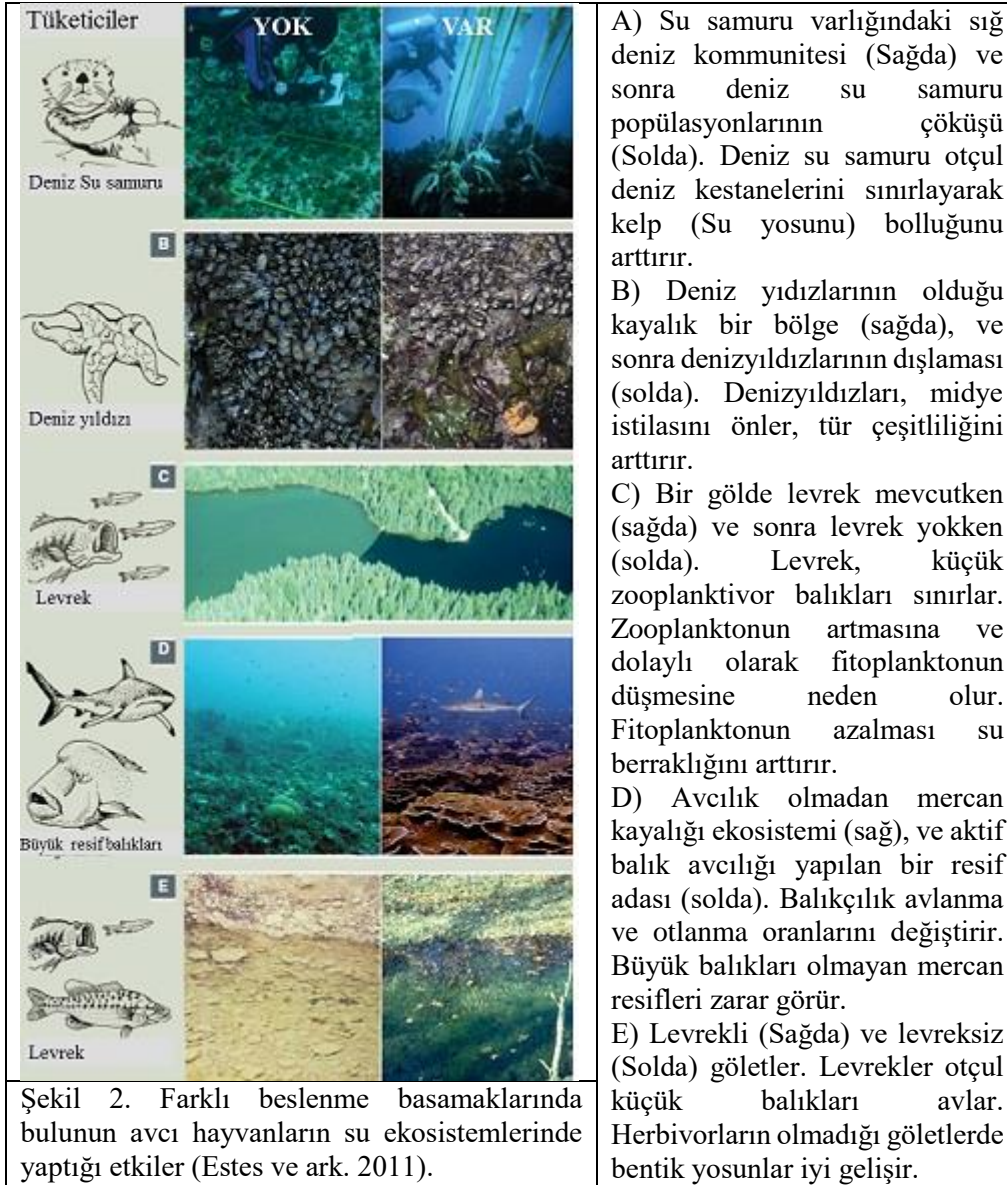 Tüketiciler
YOK
VAR
Deniz Su samuru
B
Deniz yıldızı
C
Levrek
D
Büyük resif balıkları
E
Levrek
Şekil 2. Farklı beslenme basamaklarında
bulunun avcı hayvanların su ekosistemlerinde
yaptığı etkiler (Estes ve ark. 2011).
A) Su samuru varlığındaki sığ
deniz kommunitesi (Sağda) ve
sonra deniz su samuru
popülasyonlarının çöküşü
(Solda). Deniz su samuru otçul
deniz kestanelerini sınırlayarak
kelp (Su yosunu) bolluğunu
arttırır.
B) Deniz yıdızlarının olduğu
kayalık bir bölge (sağda), ve
sonra denizyıldızlarının dışlaması
(solda). Denizyıldızları, midye
istilasını önler, tür çeşitliliğini
arttırır.
C) Bir gölde levrek mevcutken
(sağda) ve sonra levrek yokken
(solda). Levrek, küçük
zooplanktivor balıkları sınırlar.
Zooplanktonun artmasına ve
dolaylı olarak fitoplanktonun
düşmesine neden olur.
Fitoplanktonun azalması su
berraklığını arttırır.
D) Avcılık olmadan mercan
kayalığı ekosistemi (sağ), ve aktif
balık avcılığı yapılan bir resif
adası (solda). Balıkçılık avlanma
ve otlanma oranlarını değiştirir.
Büyük balıkları olmayan mercan
resifleri zarar görür.
E) Levrekli (Sağda) ve levreksiz
(Solda) göletler. Levrekler otçul
küçük balıkları avlar.
Herbivorların olmadığı göletlerde
bentik yosunlar iyi gelişir.